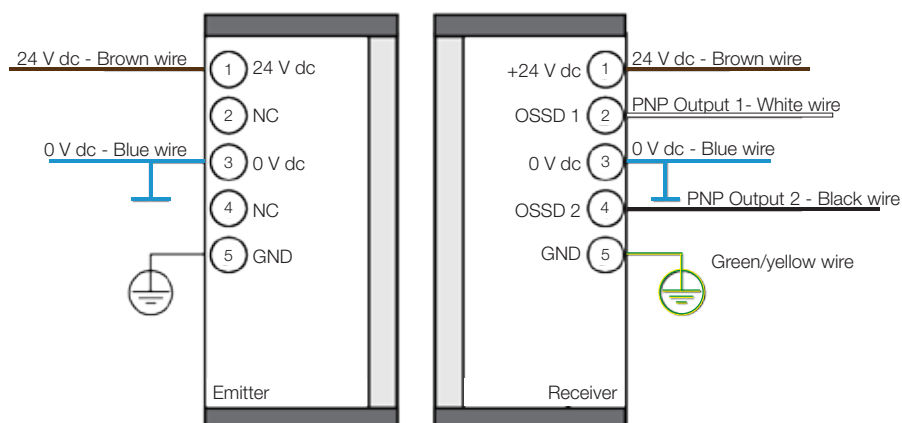 24 V dc - Brown wire
1
24 V dc
2
NC
0 V dc - Blue wire
3
0 V dc
4
NC
5
GND
Emitter
+24 V dc
1
24 V dc - Brown wire
OSSD 1
2
PNP Output 1- White wire
0 V dc
3
0 V dc - Blue wire
OSSD 2
4
PNP Output 2 - Black wire
GND
5
Green/yellow wire
Receiver